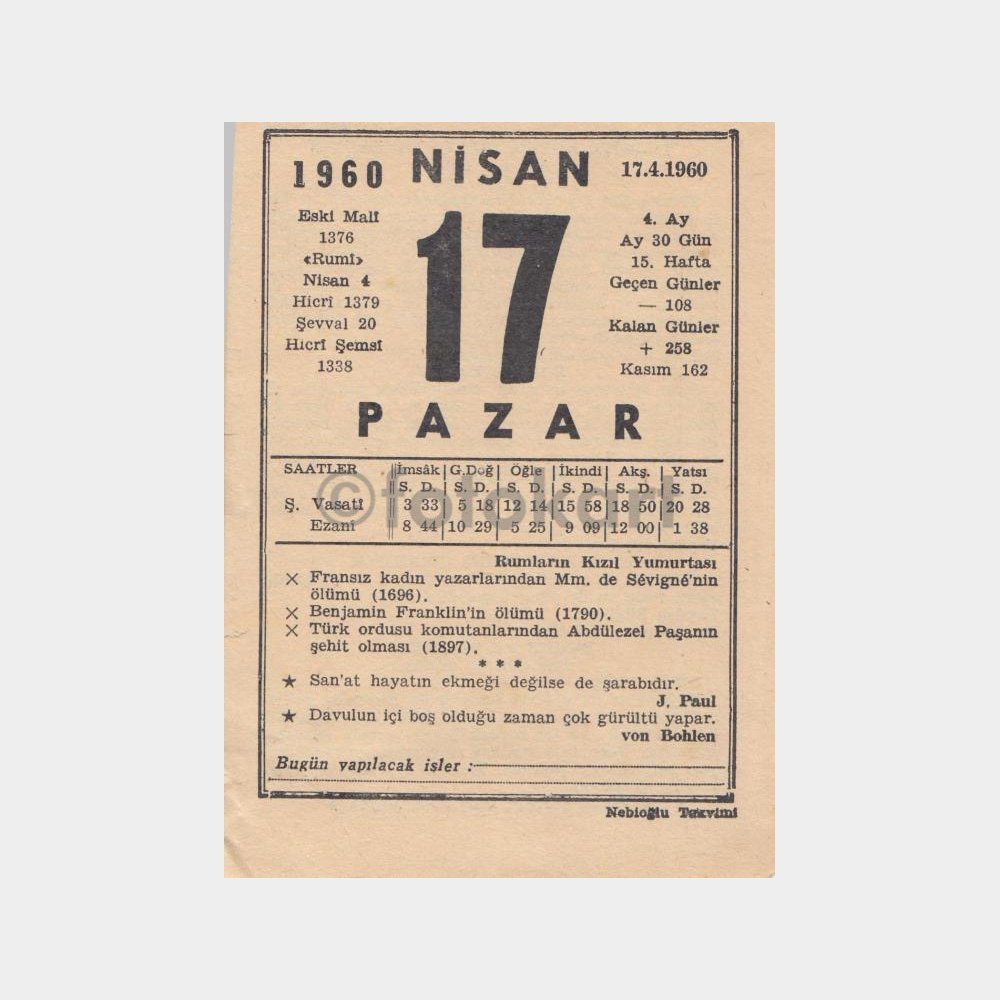 1960 NİSAN 17.4.1960
Eski Malî
1376
«Rumî»
Nisan 4
Hicrî 1379
Şevval 20
Hicrî Şemsî
1338
17
4. Ay
Ay 30 Gün
15. Hafta
Geçen Günler
— 108
Kalan Günler
+ 258
Kasım 162
PAZAR
SAATLER İmsâk G.Doğ Öğle İkindi Akş. Yatsı
S. D. S. D. S. D. S. D. S. D. S. D.
Ş. Vasatî 3 33 5 18 12 14 15 58 18 50 20 28
Ezanî 8 44 10 29 5 25 9 09 12 00 1 38
©fotokart
Rumların Kızıl Yumurtası
× Fransız kadın yazarlarından Mm. de Sévigné'nin
ölümü (1696).
× Benjamin Franklin'in ölümü (1790).
× Türk ordusu komutanlarından Abdülezel Paşanın
şehit olması (1897).
* * *
★ San'at hayatın ekmeği değilse de şarabıdır.
J. Paul
★ Davulun içi boş olduğu zaman çok gürültü yapar.
von Bohlen
Bugün yapılacak işler :
Nebioğlu Takvimi